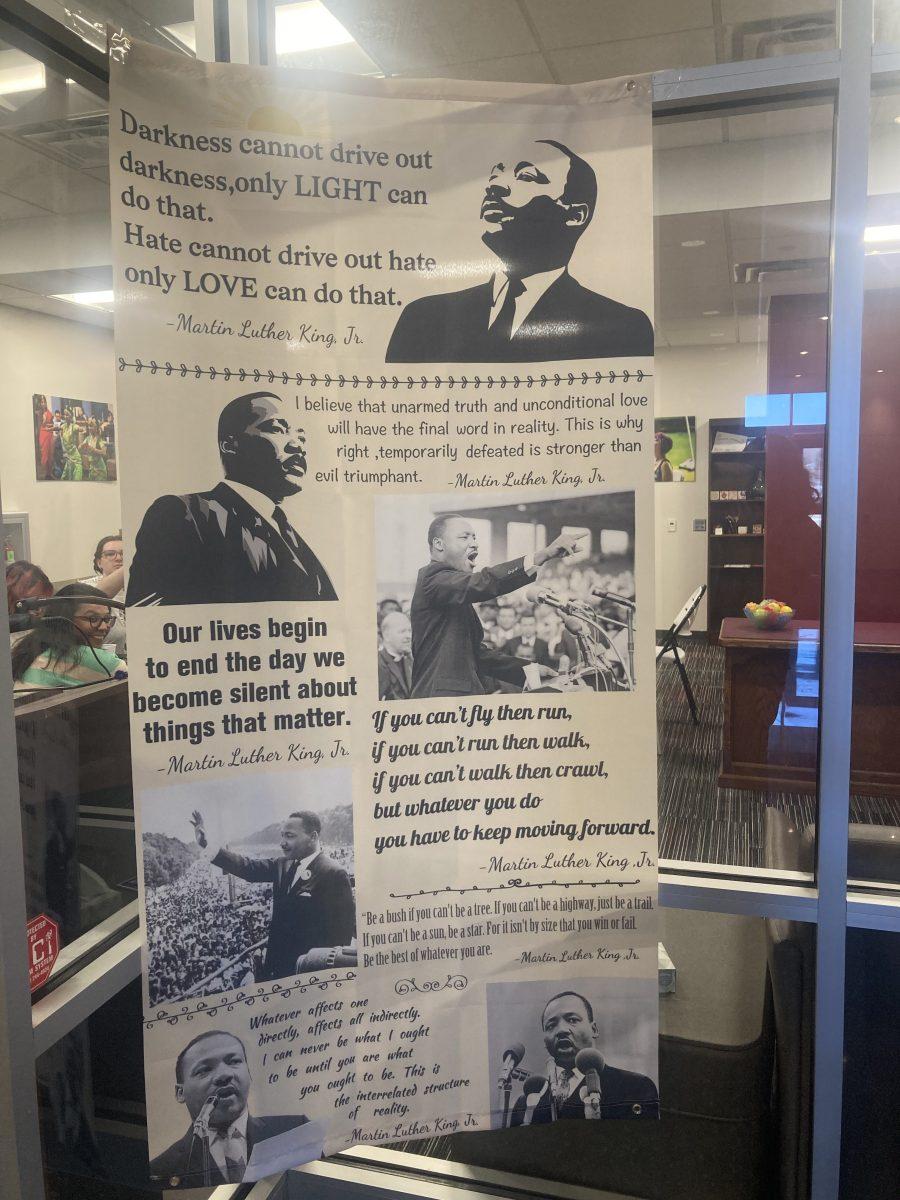 Darkness cannot drive out
darkness,only LIGHT can
do that.
Hate cannot drive out hate
only LOVE can do that.
-Martin Luther King, Jr.
I believe that unarmed truth and unconditional love
will have the final word in reality. This is why
right ,temporarily defeated is stronger than
evil triumphant.
-Martin Luther King, Jr.
Our lives begin
to end the day we
become silent about
things that matter.
-Martin Luther King, Jr.
If you can't fly then run,
if you can't run then walk,
if you can't walk then crawl,
but whatever you do
you have to keep moving forward.
-Martin Luther King ,Jr.
"Be a bush if you can't be a tree. If you can't be a highway, just be a trail.
If you can't be a sun, be a star. For it isn't by size that you win or fail.
Be the best of whatever you are.
-Martin Luther King ,Jr.
Whatever affects one
directly, affects all indirectly.
I can never be what I ought
to be until you are what
you ought to be. This is
the interrelated structure
of reality.
-Martin Luther King, Jr.